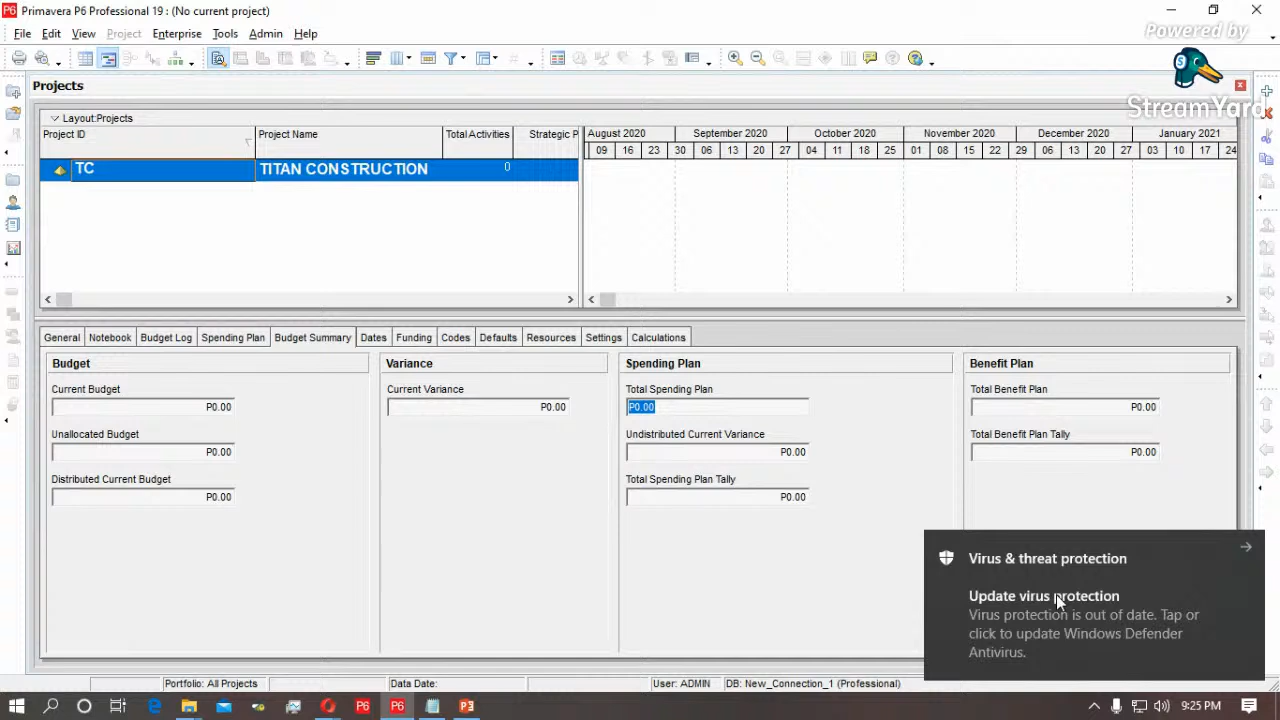 Primavera P6 Professional 19 : (No current project)
Powered by
StreamYard
File Edit View Project Enterprise Tools Admin Help
Projects
Layout:Projects
Project ID Project Name Total Activities Strategic P
August 2020 September 2020 October 2020 November 2020 December 2020 January 2021
09 16 23 30 06 13 20 27 04 11 18 25 01 08 15 22 29 06 13 20 27 03 10 17 24
TC TITAN CONSTRUCTION 0
General Notebook Budget Log Spending Plan Budget Summary Dates Funding Codes Defaults Resources Settings Calculations
Budget Variance Spending Plan Benefit Plan
Current Budget Current Variance Total Spending Plan Total Benefit Plan
P0.00 P0.00 P0.00 P0.00
Unallocated Budget Undistributed Current Variance Total Benefit Plan Tally
P0.00 P0.00 P0.00
Distributed Current Budget Total Spending Plan Tally
P0.00 P0.00
Virus & threat protection
Update virus protection
Virus protection is out of date. Tap or
click to update Windows Defender
Antivirus.
Portfolio: All Projects Data Date: User: ADMIN DB: New_Connection_1 (Professional)
9:25 PM